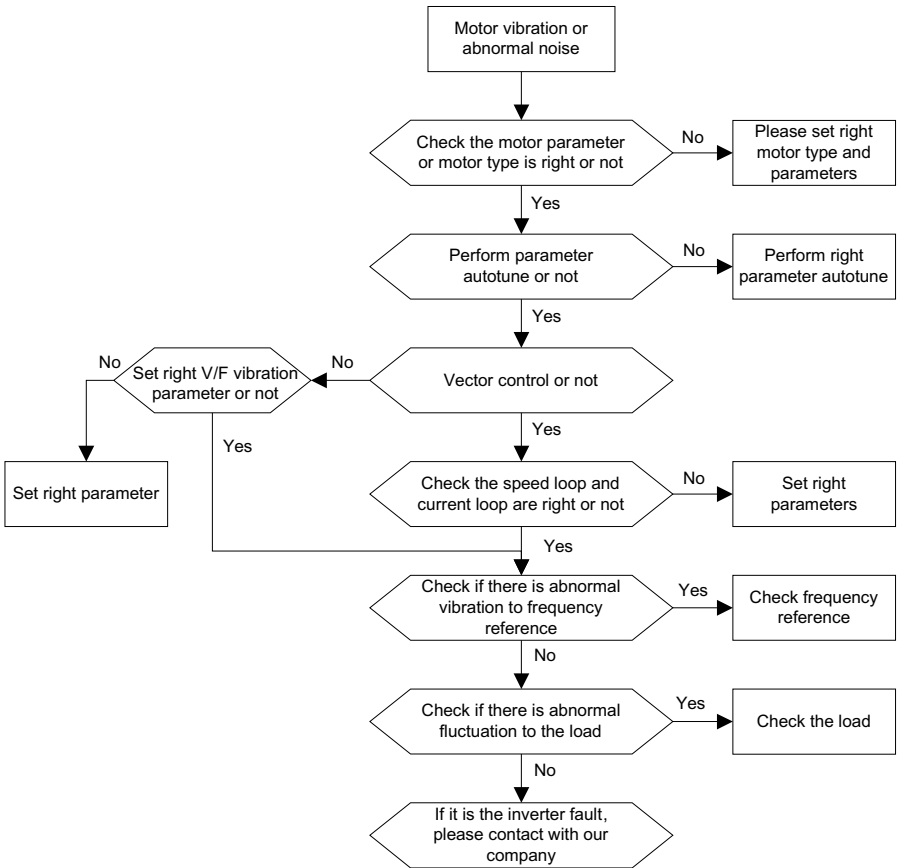 Motor vibration or
abnormal noise
Check the motor parameter
or motor type is right or not
No
Please set right
motor type and
parameters
Yes
Perform parameter
autotune or not
No
Perform right
parameter autotune
Yes
Vector control or not
No
Set right V/F vibration
parameter or not
No
Set right parameter
Yes
Yes
Check the speed loop and
current loop are right or not
No
Set right
parameters
Yes
Check if there is abnormal
vibration to frequency
reference
Yes
Check frequency
reference
No
Check if there is abnormal
fluctuation to the load
Yes
Check the load
No
If it is the inverter fault,
please contact with our
company